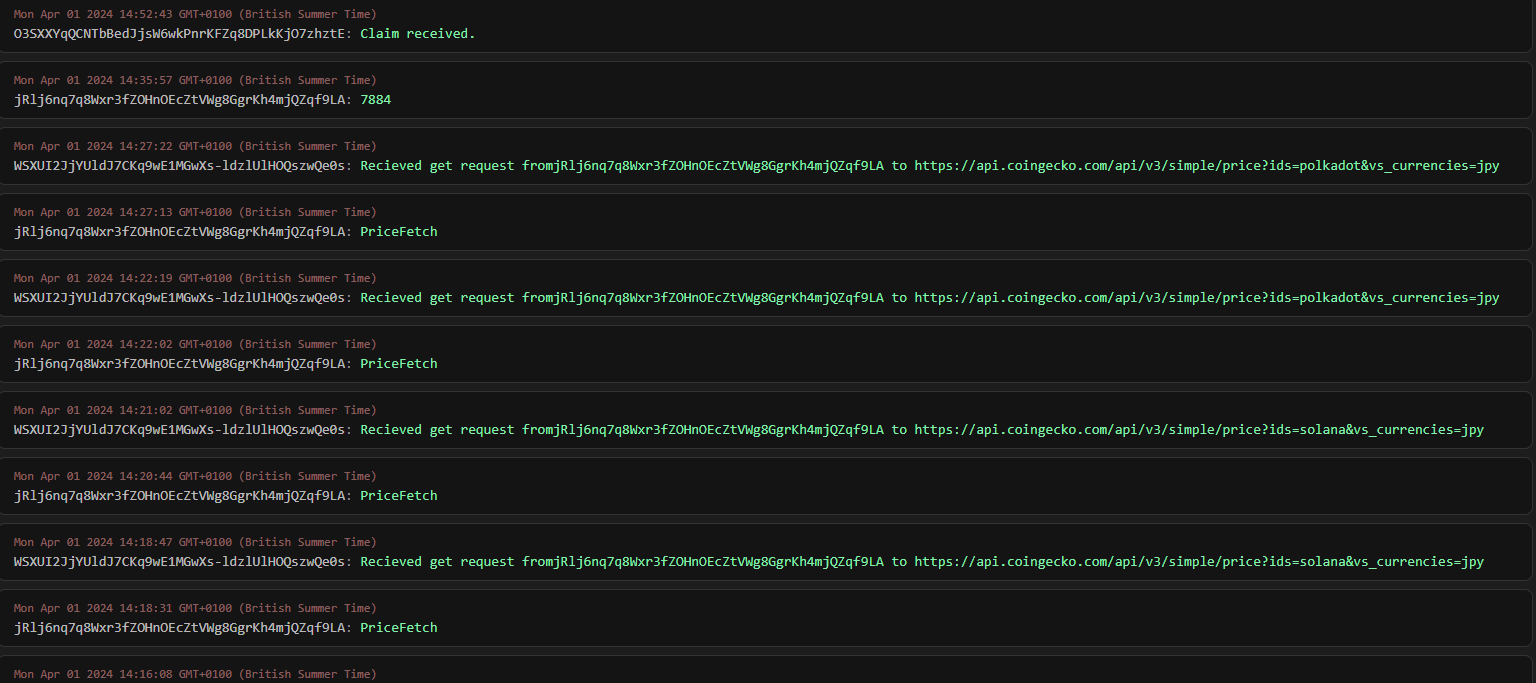 Mon Apr 01 2024 14:52:43 GMT+0100 (British Summer Time)
O3SXXYqQCNTbBedJjsW6wkPnrKFZq8DPLkKjO7zhztE: Claim received.
Mon Apr 01 2024 14:35:57 GMT+0100 (British Summer Time)
jRlj6nq7q8Wxr3fZOHnOEcZtVWg8GgrKh4mjQZqf9LA: 7884
Mon Apr 01 2024 14:27:22 GMT+0100 (British Summer Time)
WSXUI2JjYUldJ7CKq9wE1MGwXs-ldzlUlHOQszwQe0s: Recieved get request fromjRlj6nq7q8Wxr3fZOHnOEcZtVWg8GgrKh4mjQZqf9LA to https://api.coingecko.com/api/v3/simple/price?ids=polkadot&vs_currencies=jpy
Mon Apr 01 2024 14:27:13 GMT+0100 (British Summer Time)
jRlj6nq7q8Wxr3fZOHnOEcZtVWg8GgrKh4mjQZqf9LA: PriceFetch
Mon Apr 01 2024 14:22:19 GMT+0100 (British Summer Time)
WSXUI2JjYUldJ7CKq9wE1MGwXs-ldzlUlHOQszwQe0s: Recieved get request fromjRlj6nq7q8Wxr3fZOHnOEcZtVWg8GgrKh4mjQZqf9LA to https://api.coingecko.com/api/v3/simple/price?ids=polkadot&vs_currencies=jpy
Mon Apr 01 2024 14:22:02 GMT+0100 (British Summer Time)
jRlj6nq7q8Wxr3fZOHnOEcZtVWg8GgrKh4mjQZqf9LA: PriceFetch
Mon Apr 01 2024 14:21:02 GMT+0100 (British Summer Time)
WSXUI2JjYUldJ7CKq9wE1MGwXs-ldzlUlHOQszwQe0s: Recieved get request fromjRlj6nq7q8Wxr3fZOHnOEcZtVWg8GgrKh4mjQZqf9LA to https://api.coingecko.com/api/v3/simple/price?ids=solana&vs_currencies=jpy
Mon Apr 01 2024 14:20:44 GMT+0100 (British Summer Time)
jRlj6nq7q8Wxr3fZOHnOEcZtVWg8GgrKh4mjQZqf9LA: PriceFetch
Mon Apr 01 2024 14:18:47 GMT+0100 (British Summer Time)
WSXUI2JjYUldJ7CKq9wE1MGwXs-ldzlUlHOQszwQe0s: Recieved get request fromjRlj6nq7q8Wxr3fZOHnOEcZtVWg8GgrKh4mjQZqf9LA to https://api.coingecko.com/api/v3/simple/price?ids=solana&vs_currencies=jpy
Mon Apr 01 2024 14:18:31 GMT+0100 (British Summer Time)
jRlj6nq7q8Wxr3fZOHnOEcZtVWg8GgrKh4mjQZqf9LA: PriceFetch
Mon Apr 01 2024 14:16:08 GMT+0100 (British Summer Time)